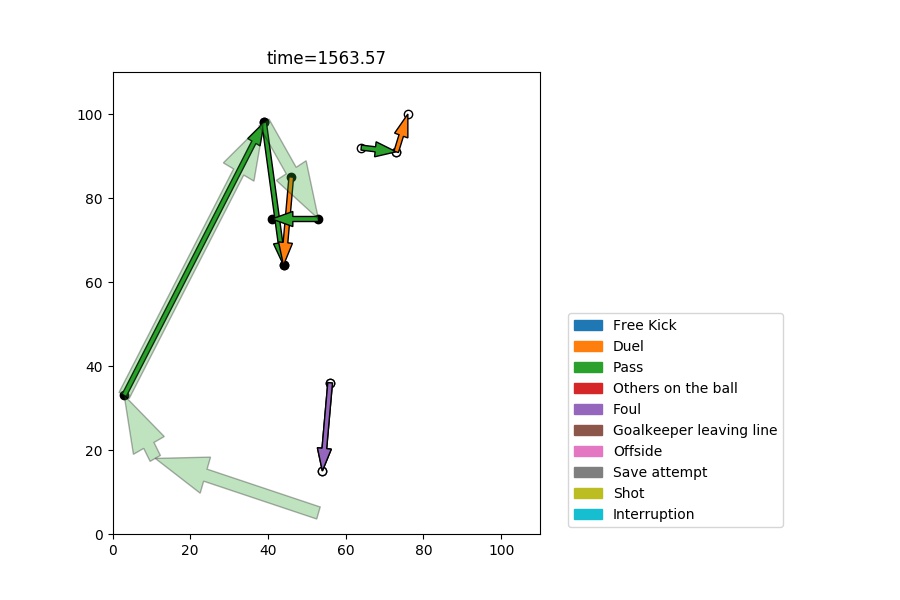 time=1563.57
100
80
60
40
20
0
0 20 40 60 80 100
Free Kick
Duel
Pass
Others on the ball
Foul
Goalkeeper leaving line
Offside
Save attempt
Shot
Interruption